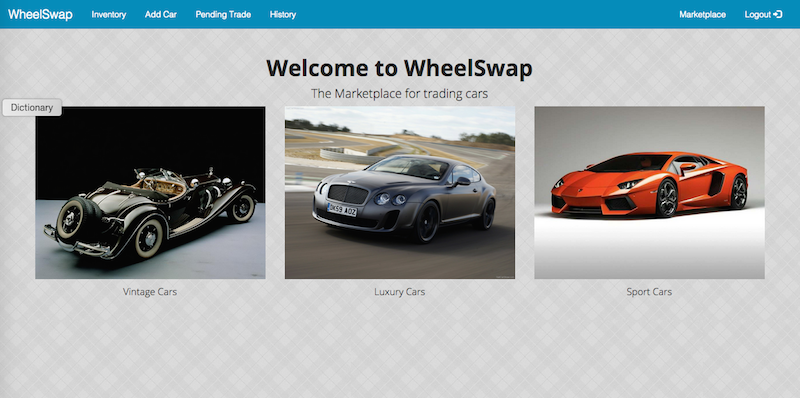 WheelSwap Inventory Add Car Pending Trade History Marketplace Logout
Welcome to WheelSwap
The Marketplace for trading cars
Dictionary
DK59 AOZ
Vintage Cars Luxury Cars Sport Cars